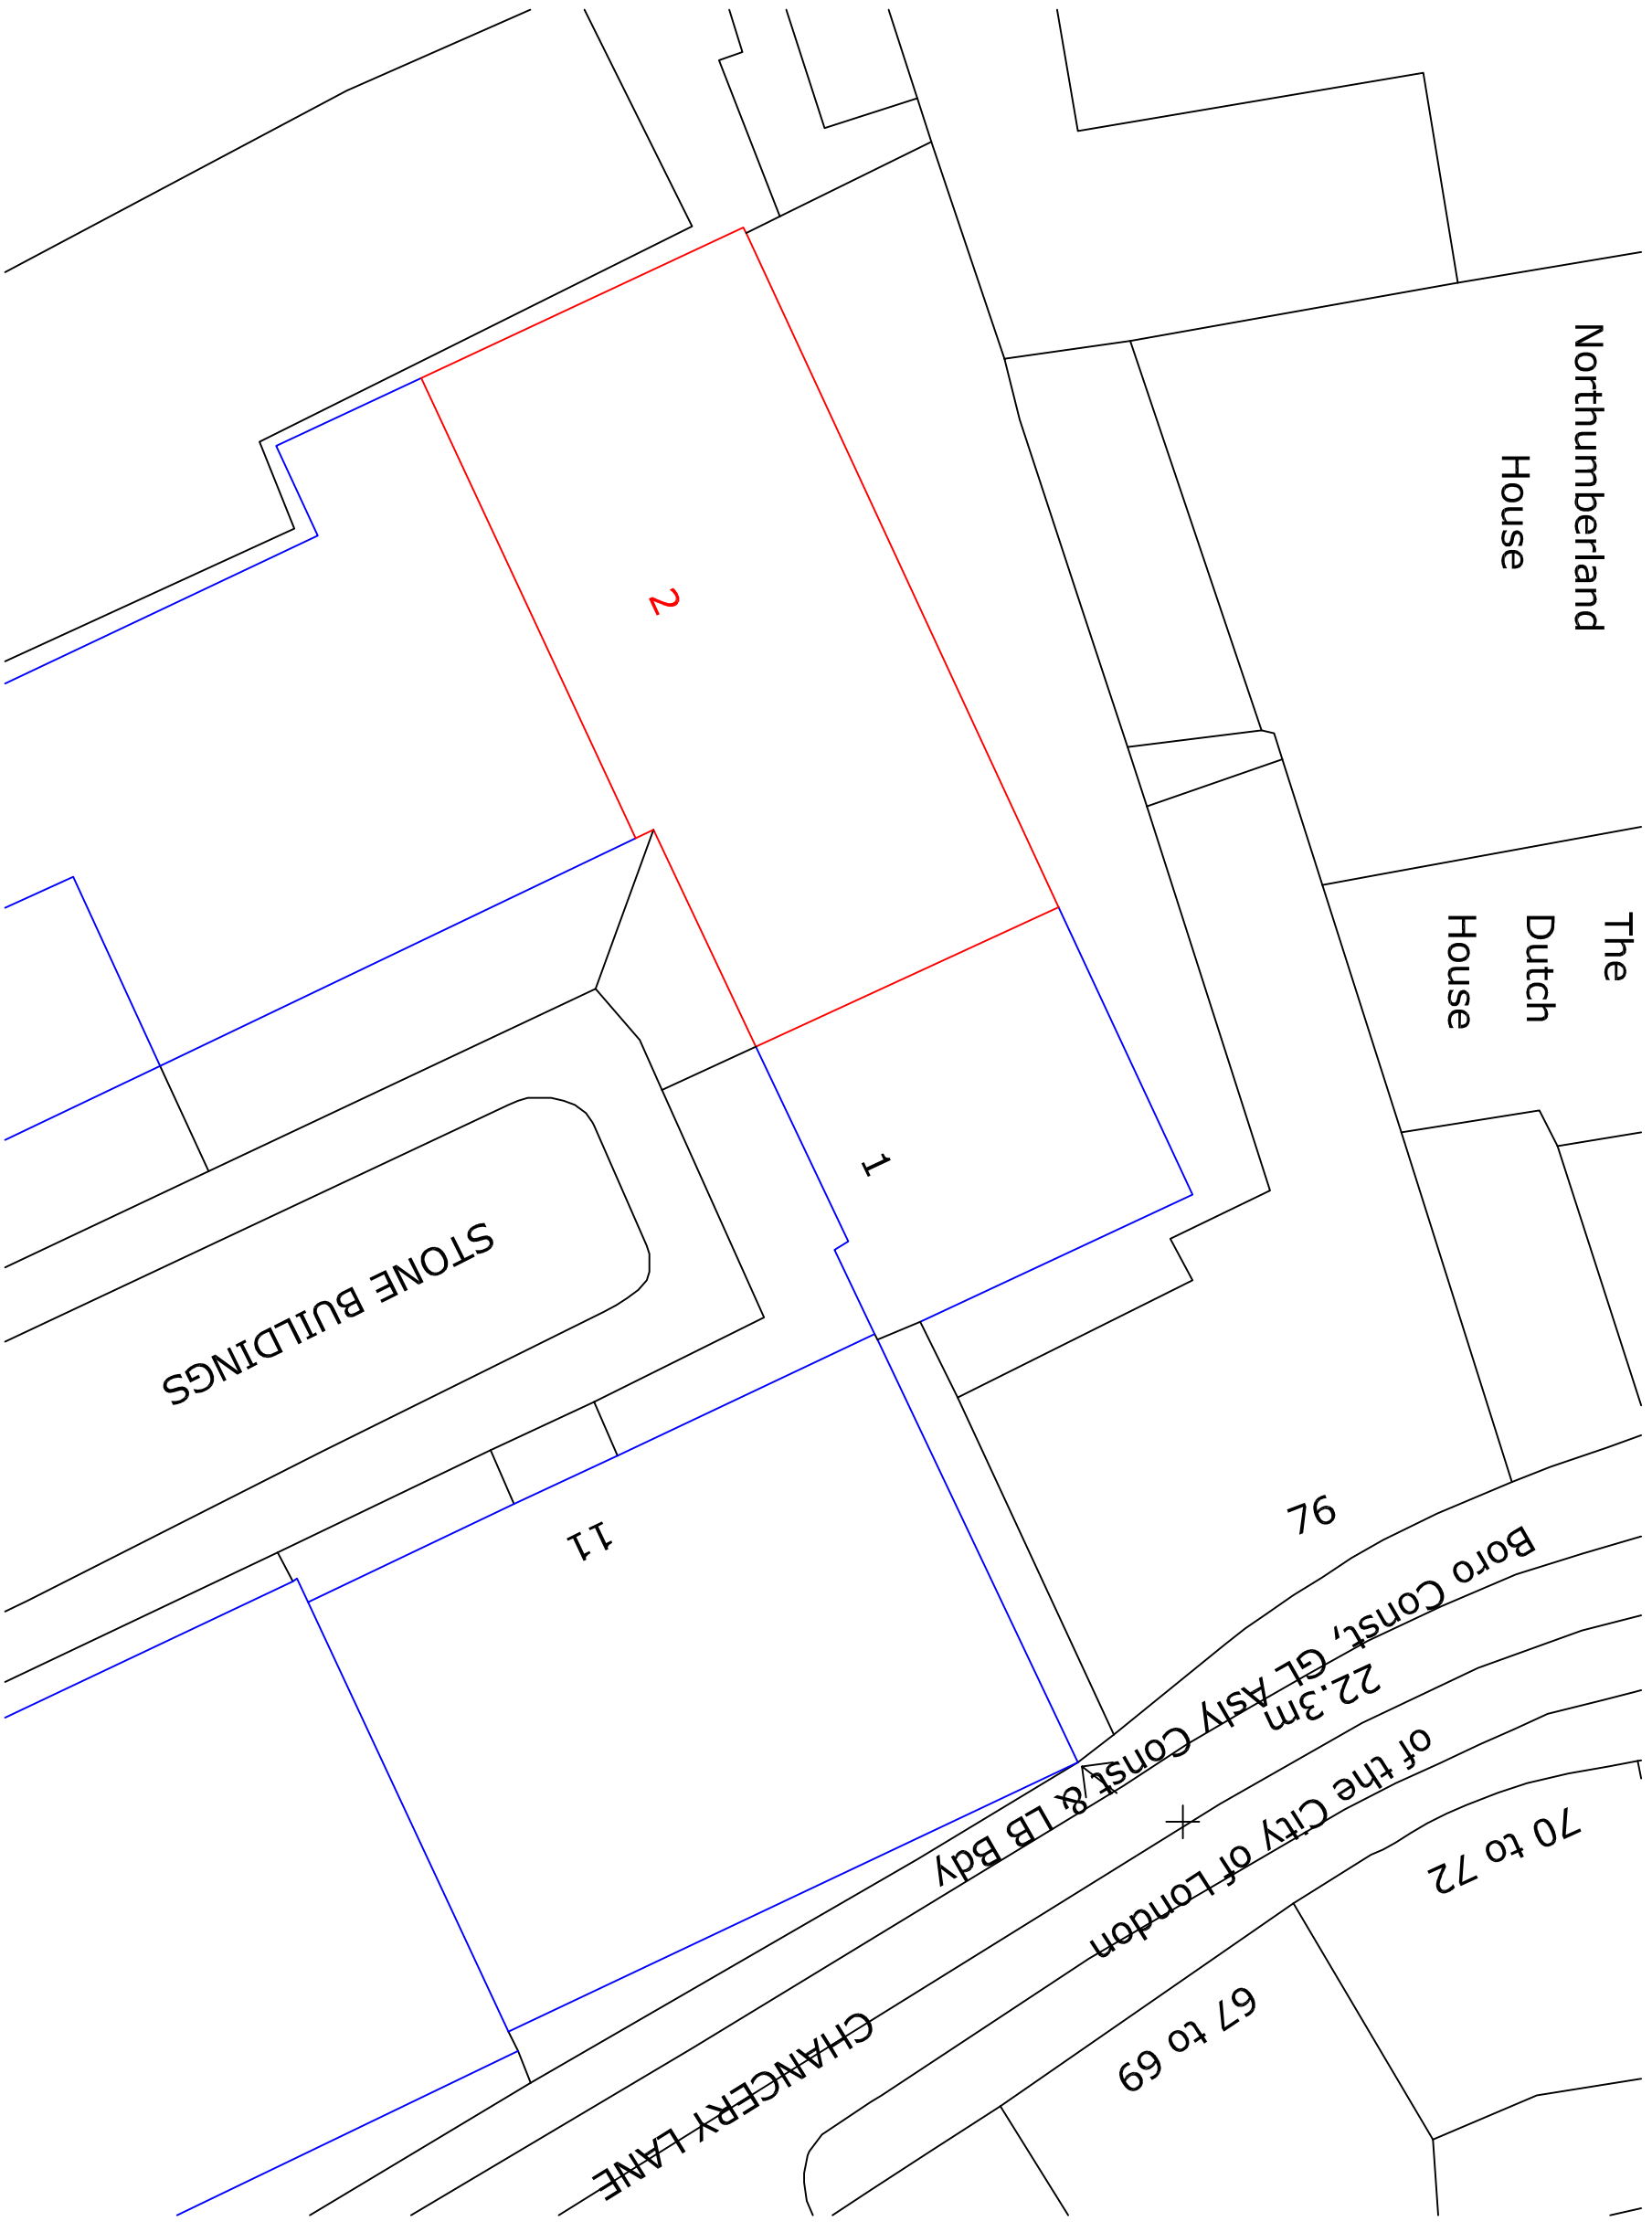 Northumberland
House
The
Dutch
House
2
1
STONE BUILDINGS
11
97
Boro Const, GL Asly Const & LB Bdy
22.3m
of the City of London
70 to 72
67 to 69
CHANCERY LANE